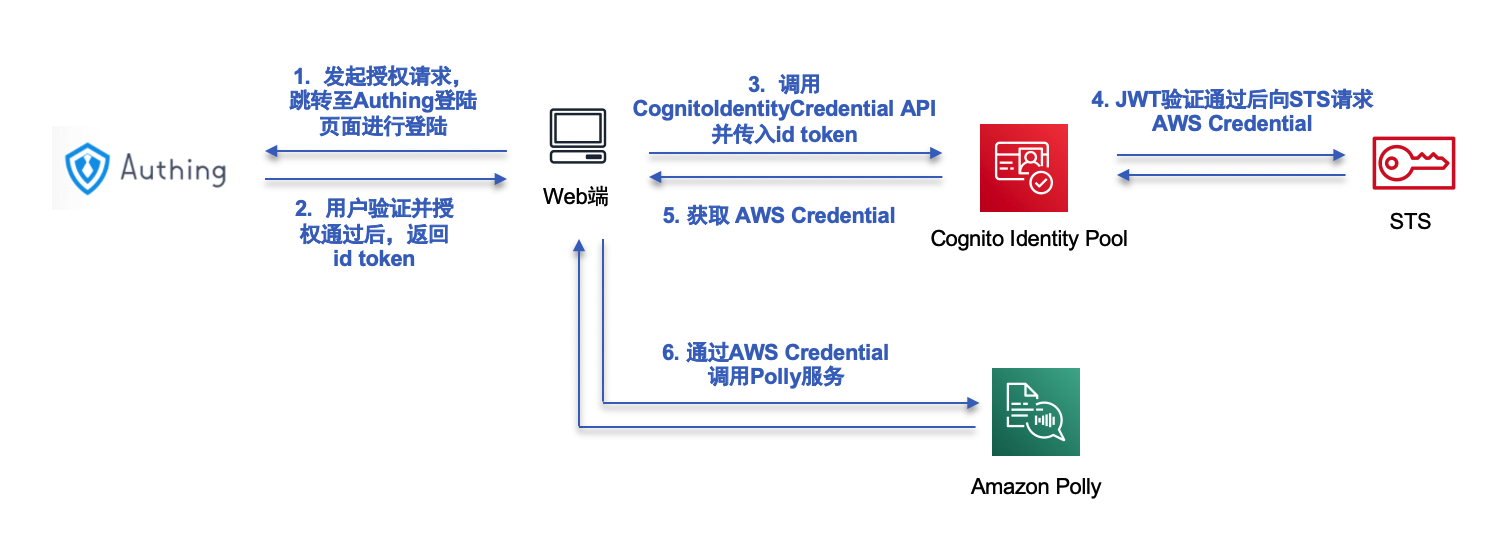 1. 发起授权请求，
跳转至Authing登陆
页面进行登陆
Authing
2. 用户验证并授
权通过后，返回
id token
Web端
3. 调用
CognitoIdentityCredential API
并传入id token
5. 获取 AWS Credential
Cognito Identity Pool
4. JWT验证通过后向STS请求
AWS Credential
STS
6. 通过AWS Credential
调用Polly服务
Amazon Polly